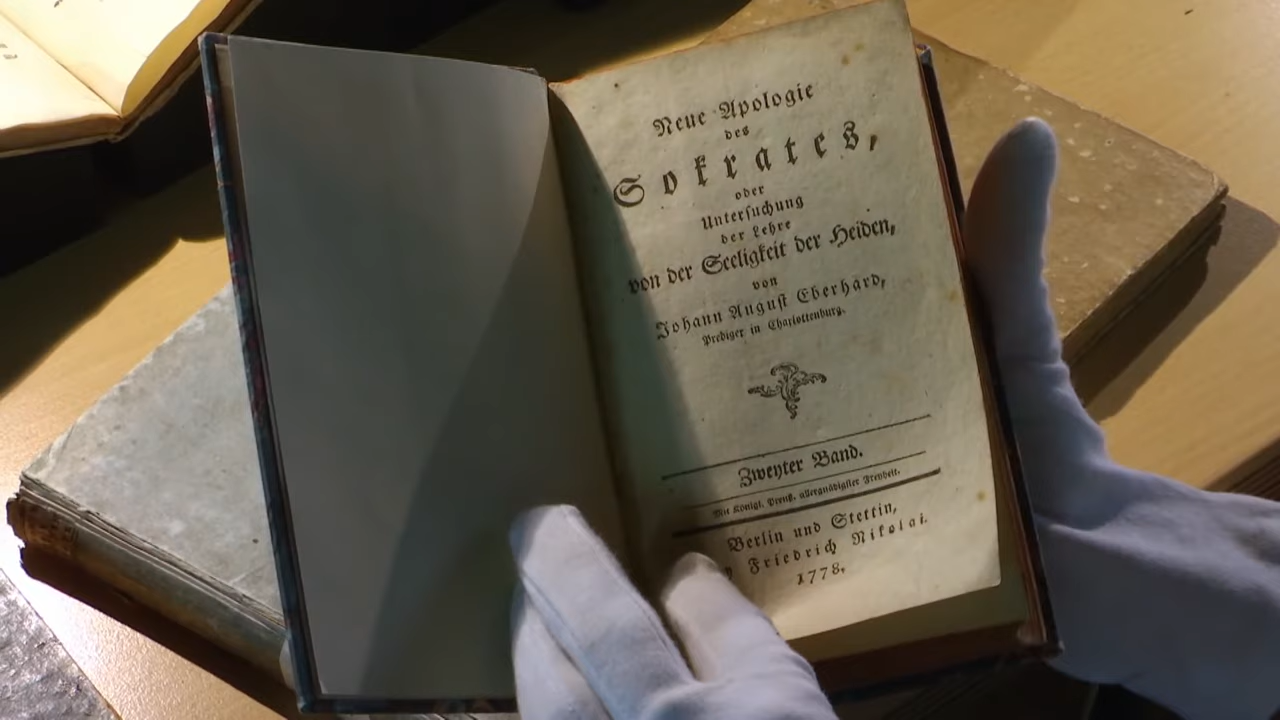 Neue Apologie
des
Sokrates,
oder
Untersuchung
der Lehre
von der Seeligkeit der Heiden,
von
Johann August Eberhard,
Prediger in Charlottenburg.
Zweyter Band.
Mit Königl. Preuß. allergnädigster Freyheit.
Berlin und Stettin,
Friedrich Nikolai.
1778.